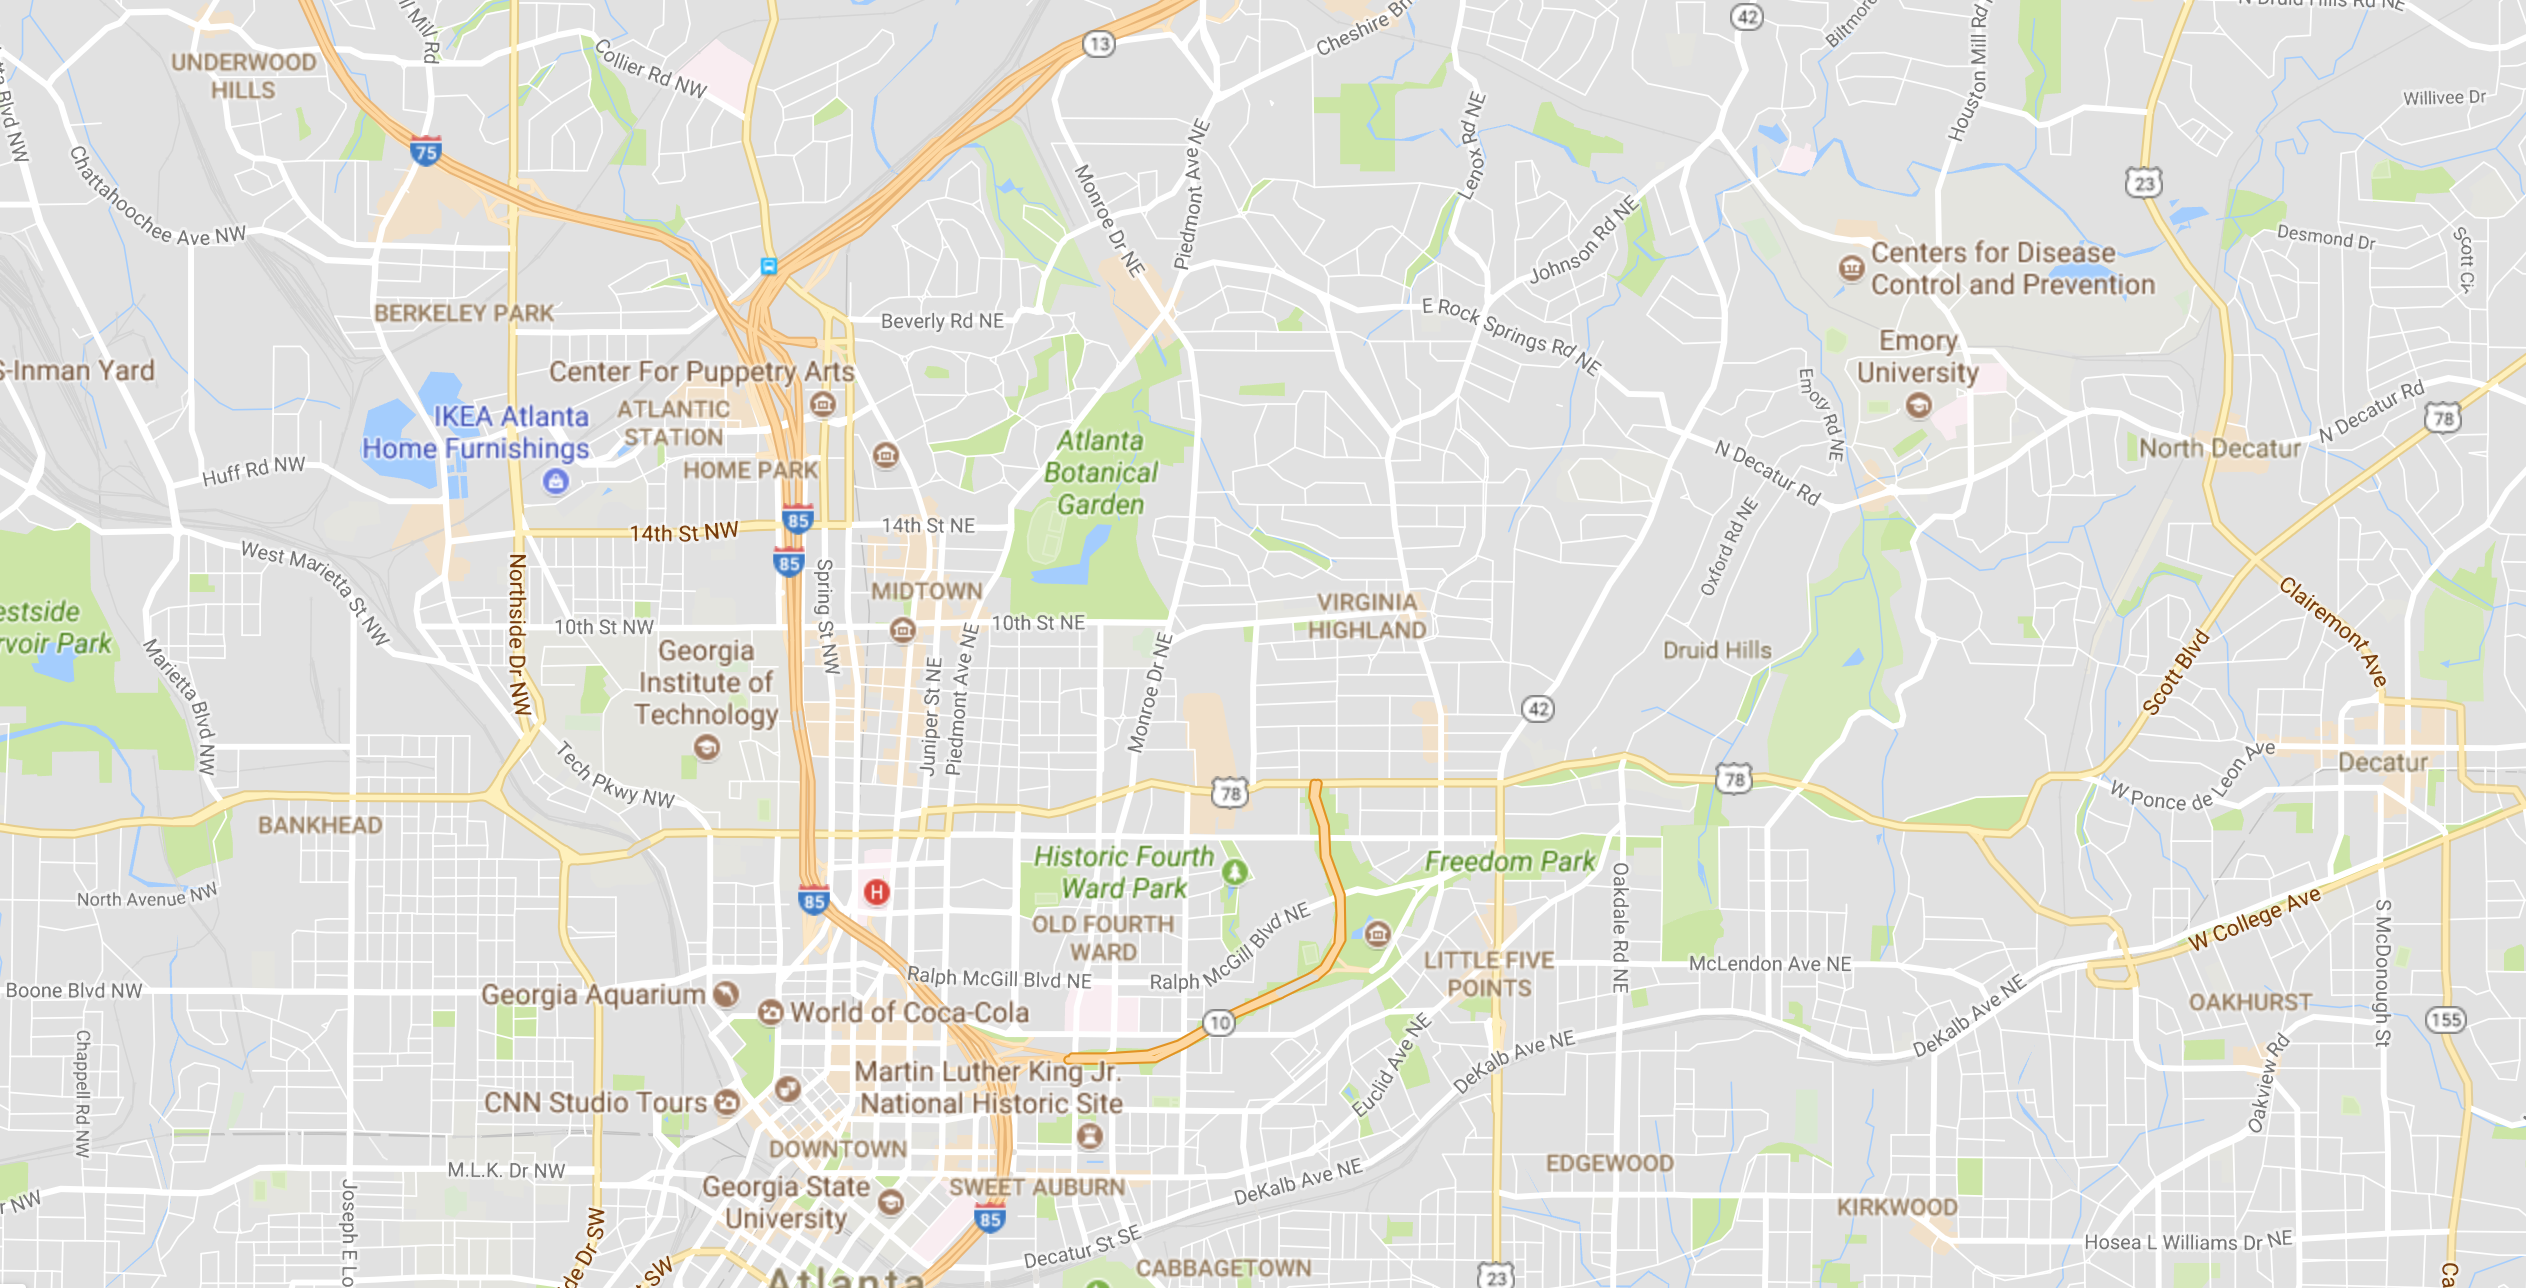 N Druid Hills Rd NE
42
Biltmore
Houston Mill Rd
Cheshire
13
UNDERWOOD
HILLS
Collier Rd NW
Willivee Dr
Lenox Rd NE
Piedmont Ave NE
75
Monroe Dr NE
Chattahoochee Ave NW
23
Johnson Rd NE
Desmond Dr
Scott Cir
Centers for Disease
Control and Prevention
BERKELEY PARK
Beverly Rd NE
E Rock Springs Rd NE
Emory
University
S-Inman Yard
Center For Puppetry Arts
Emory Rd NE
IKEA Atlanta
Home Furnishings
ATLANTIC
STATION
HOME PARK
Atlanta
Botanical
Garden
N Decatur Rd
78
North Decatur
N Decatur Rd
Huff Rd NW
85
14th St NW
14th St NE
85
West Marietta St NW
Northside Dr NW
Spring St NW
Oxford Rd NE
MIDTOWN
VIRGINIA
HIGHLAND
Clairemont Ave
estside
rvoir Park
10th St NW
10th St NE
Georgia
Institute of
Technology
Juniper St NE
Piedmont Ave NE
Monroe Dr NE
Druid Hills
Scott Blvd
Marietta Blvd NW
42
Tech Pkwy NW
78
78
W Ponce de Leon Ave
Decatur
BANKHEAD
Historic Fourth
Ward Park
Freedom Park
North Avenue NW
H
85
OLD FOURTH
WARD
Ralph McGill Blvd NE
Ralph McGill Blvd NE
Oakdale Rd NE
LITTLE FIVE
POINTS
McLendon Ave NE
W College Ave
S McDonough St
Boone Blvd NW
Georgia Aquarium
World of Coca-Cola
10
OAKHURST
155
Chappell Rd NW
Euclid Ave NE
DeKalb Ave NE
DeKalb Ave NE
Oakview Rd
Martin Luther King Jr.
National Historic Site
CNN Studio Tours
DOWNTOWN
M.L.K. Dr NW
Georgia State
University
SWEET AUBURN
DeKalb Ave NE
EDGEWOOD
KIRKWOOD
85
Joseph E Lo
de Dr SW
t SW
r NW
Decatur St SE
CABBAGETOWN
Hosea L Williams Dr NE
23
Ca
Atlanta